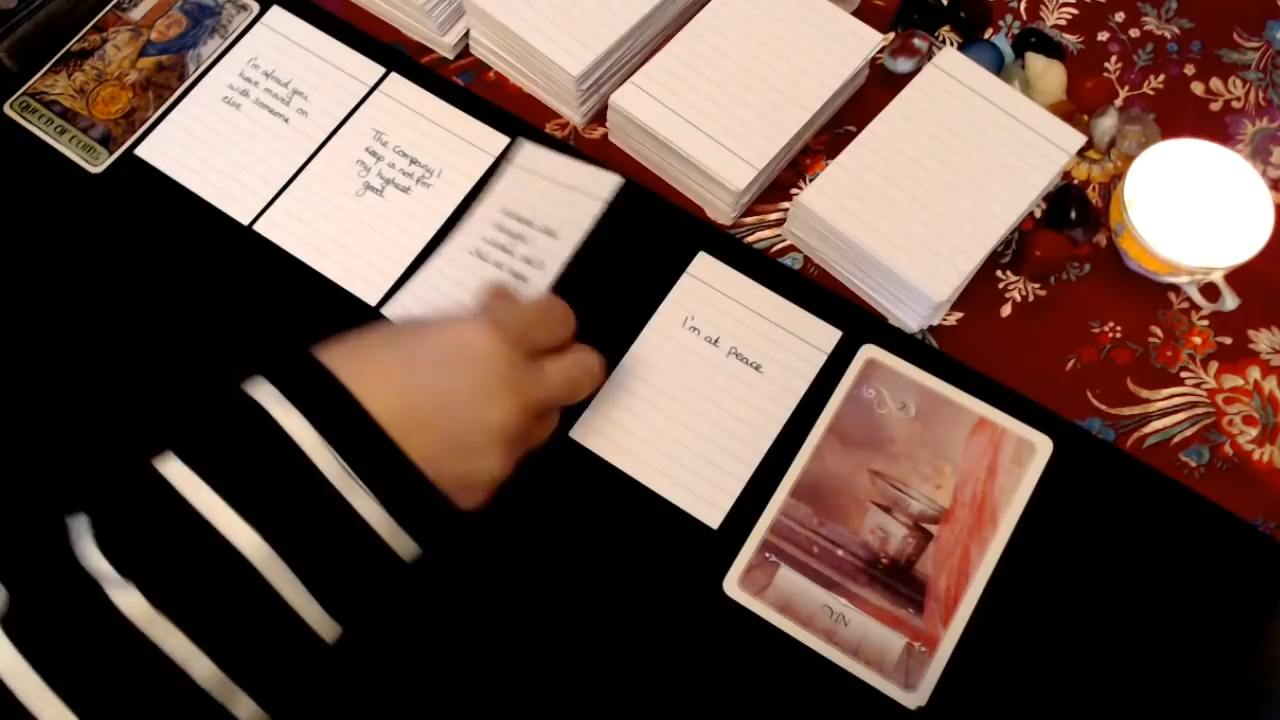 QUEEN OF COINS
I'm afraid you
have moved on
with someone
else
The company I
keep is not for
my highest
good
I'm at peace
YIN